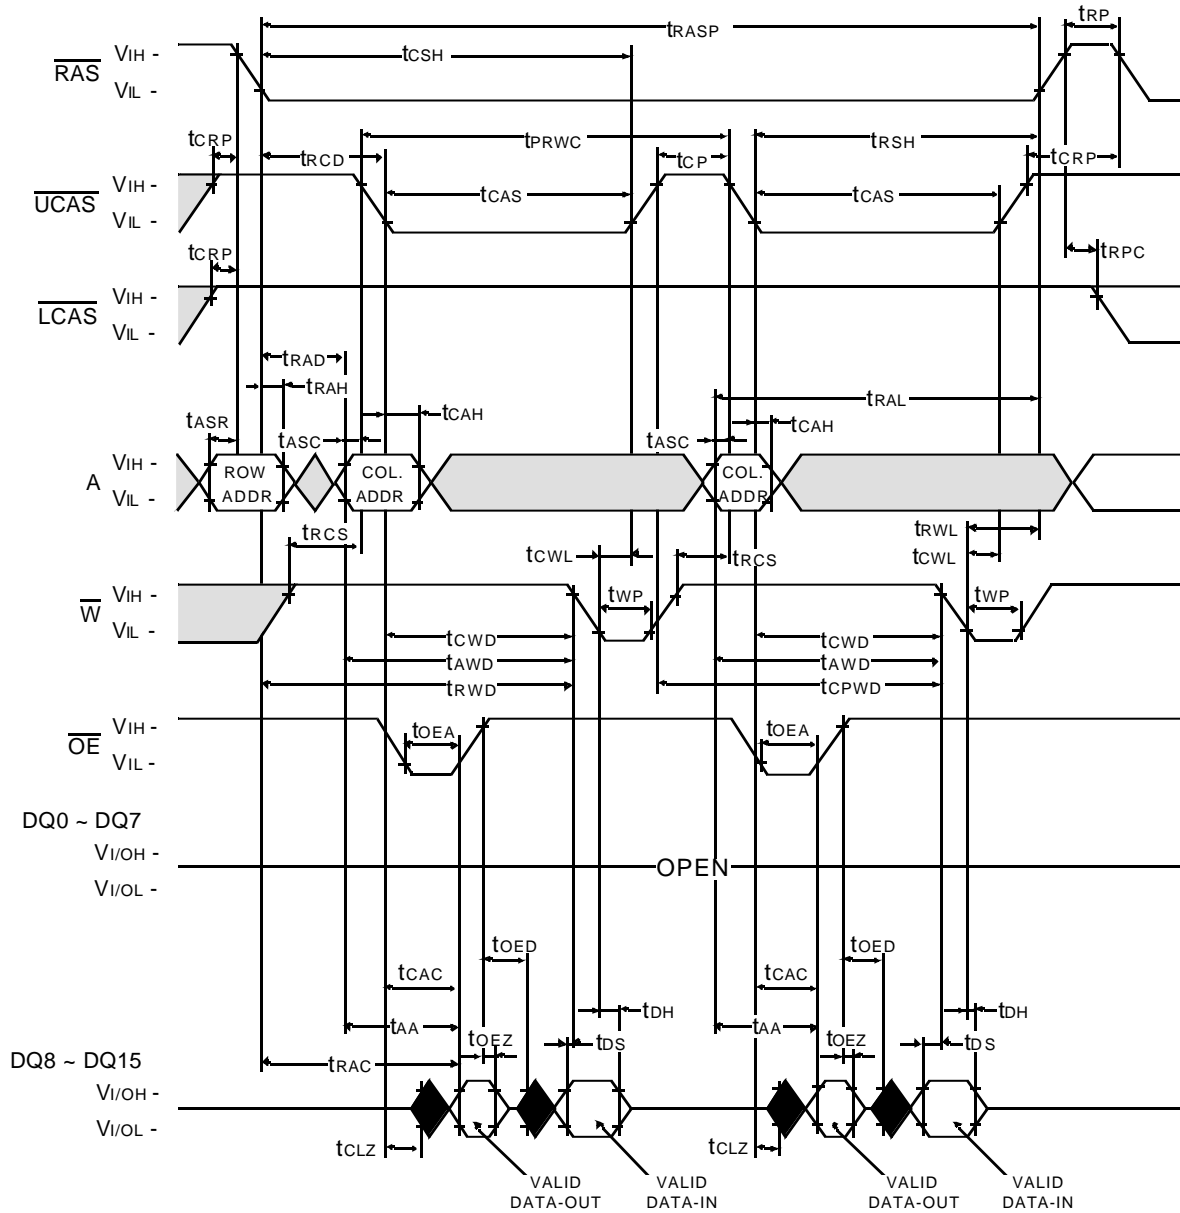 tRASP tRP
tCSH
RAS VIH -
VIL -
tCRP tRCD tPRWC tCP tRSH tCRP
UCAS VIH -
VIL -
tCAS tCAS
tCRP tRPC
LCAS VIH -
VIL -
tRAD
tRAH tRAL
tASR tASC tCAH tASC tCAH
A VIH -
VIL -
ROW ADDR
COL. ADDR
COL. ADDR
tRCS tCWL tRCS tRWL
tCWL
W VIH -
VIL -
tWP tWP
tCWD tCWD
tAWD tAWD
tRWD tCPWD
OE VIH -
VIL -
tOEA tOEA
DQ0 ~ DQ7
VI/OH -
OPEN
VI/OL -
tOED tOED
tCAC tCAC
tDH tDH
tAA tAA
tOEZ tDS tOEZ tDS
tRAC
DQ8 ~ DQ15
VI/OH -
VI/OL -
tCLZ tCLZ
VALID DATA-OUT
VALID DATA-IN
VALID DATA-OUT
VALID DATA-IN